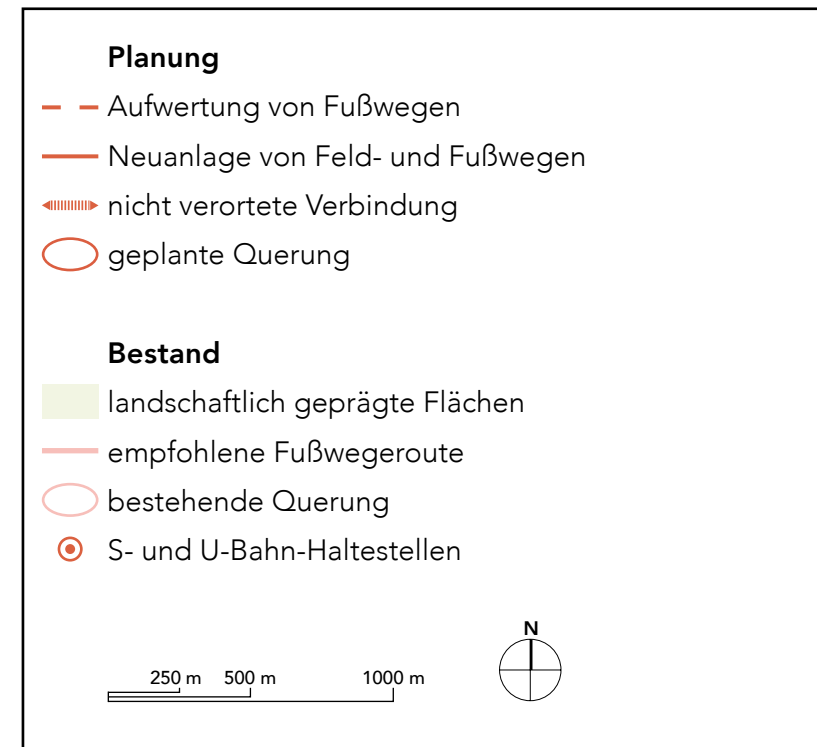 Planung
Aufwertung von Fußwegen
Neuanlage von Feld- und Fußwegen
nicht verortete Verbindung
geplante Querung
Bestand
landschaftlich geprägte Flächen
empfohlene Fußwegeroute
bestehende Querung
S- und U-Bahn-Haltestellen
N
250 m 500 m 1000 m